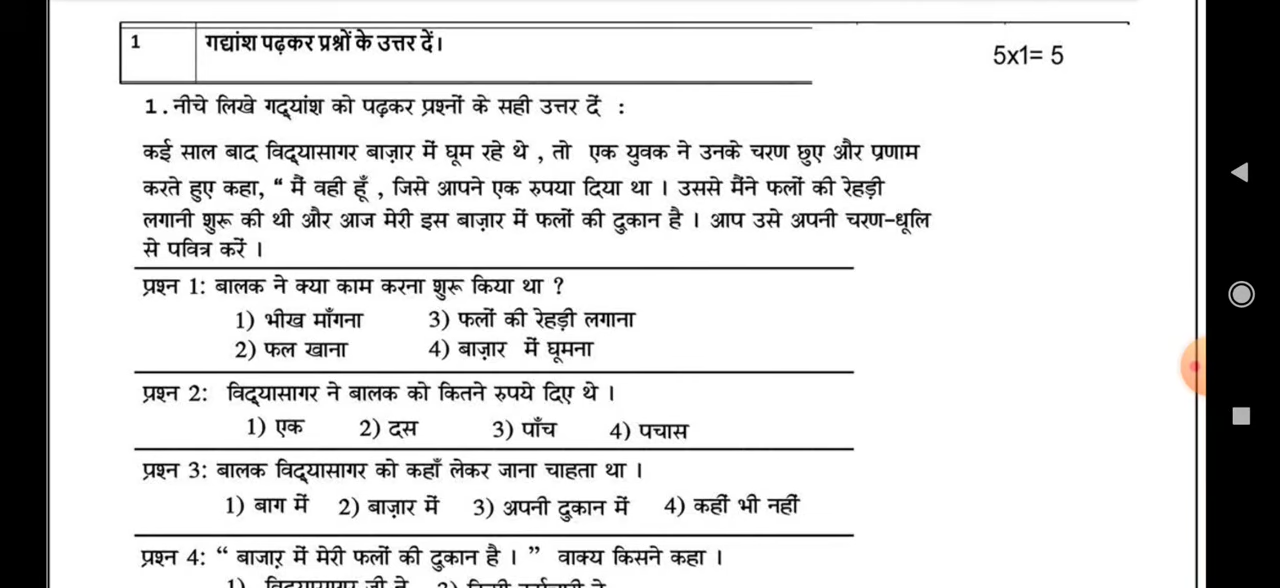 1 गद्यांश पढ़कर प्रश्नों के उत्तर दें। 5x1= 5
1.नीचे लिखे गद्यांश को पढ़कर प्रश्नों के सही उत्तर दें :
कई साल बाद विद्यासागर बाज़ार में घूम रहे थे , तो एक युवक ने उनके चरण छुए और प्रणाम
करते हुए कहा, “ मैं वही हूँ , जिसे आपने एक रुपया दिया था । उससे मैंने फलों की रेहड़ी
लगानी शुरू की थी और आज मेरी इस बाज़ार में फलों की दुकान है । आप उसे अपनी चरण-धूलि
से पवित्र करें ।
प्रश्न 1: बालक ने क्या काम करना शुरू किया था ?
1) भीख माँगना 3) फलों की रेहड़ी लगाना
2) फल खाना 4) बाज़ार में घूमना
प्रश्न 2: विद्यासागर ने बालक को कितने रुपये दिए थे ।
1) एक 2) दस 3) पाँच 4) पचास
प्रश्न 3: बालक विद्यासागर को कहाँ लेकर जाना चाहता था ।
1) बाग में 2) बाज़ार में 3) अपनी दुकान में 4) कहीं भी नहीं
प्रश्न 4: “ बाजाऱ में मेरी फलों की दुकान है । ” वाक्य किसने कहा ।